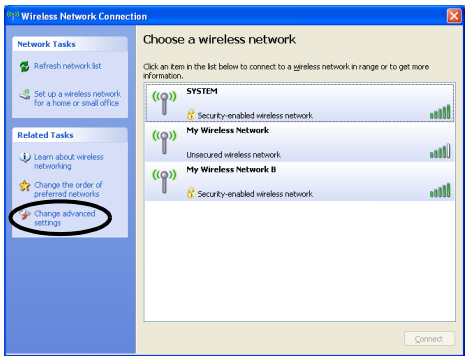 Wireless Network Connection
Network Tasks
Refresh network list
Set up a wireless network
for a home or small office
Related Tasks
Learn about wireless
networking
Change the order of
preferred networks
Change advanced
settings
Choose a wireless network
Click an item in the list below to connect to a wireless network in range or to get more
information.
SYSTEM
Security-enabled wireless network
My Wireless Network
Unsecured wireless network
My Wireless Network B
Security-enabled wireless network
Connect